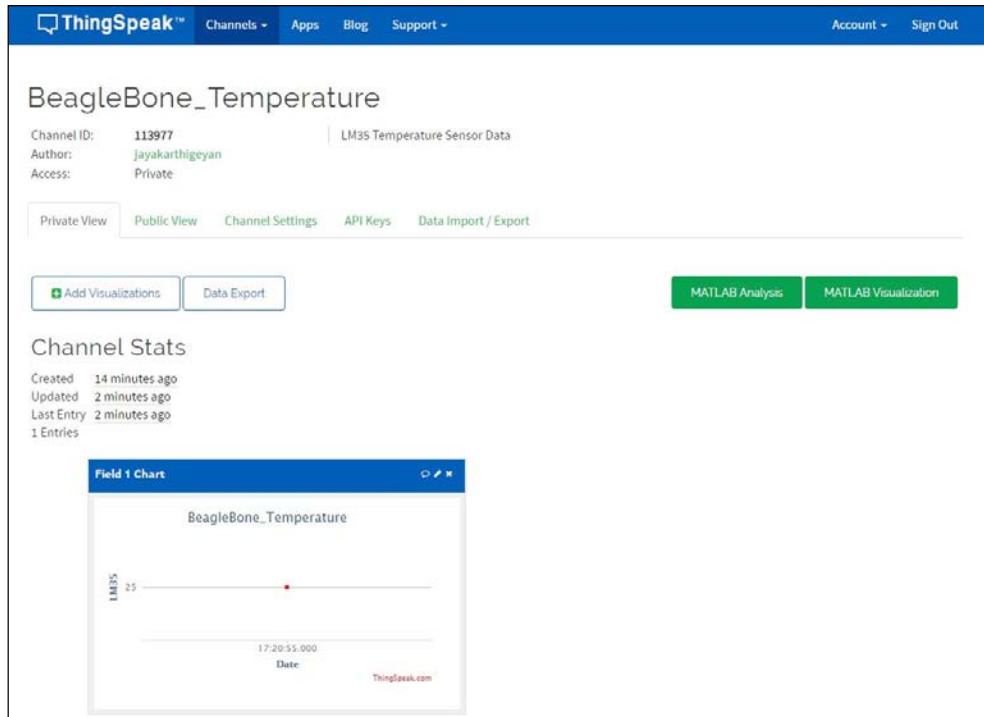 ThingSpeak™ Channels Apps Blog Support Account Sign Out
BeagleBone_Temperature
Channel ID: 113977 LM35 Temperature Sensor Data
Author: jayakarthigeyan
Access: Private
Private View Public View Channel Settings API Keys Data Import / Export
Add Visualizations Data Export MATLAB Analysis MATLAB Visualization
Channel Stats
Created 14 minutes ago
Updated 2 minutes ago
Last Entry 2 minutes ago
1 Entries
Field 1 Chart
BeagleBone_Temperature
LM35
25
17:20:55.000
Date
ThingSpeak.com